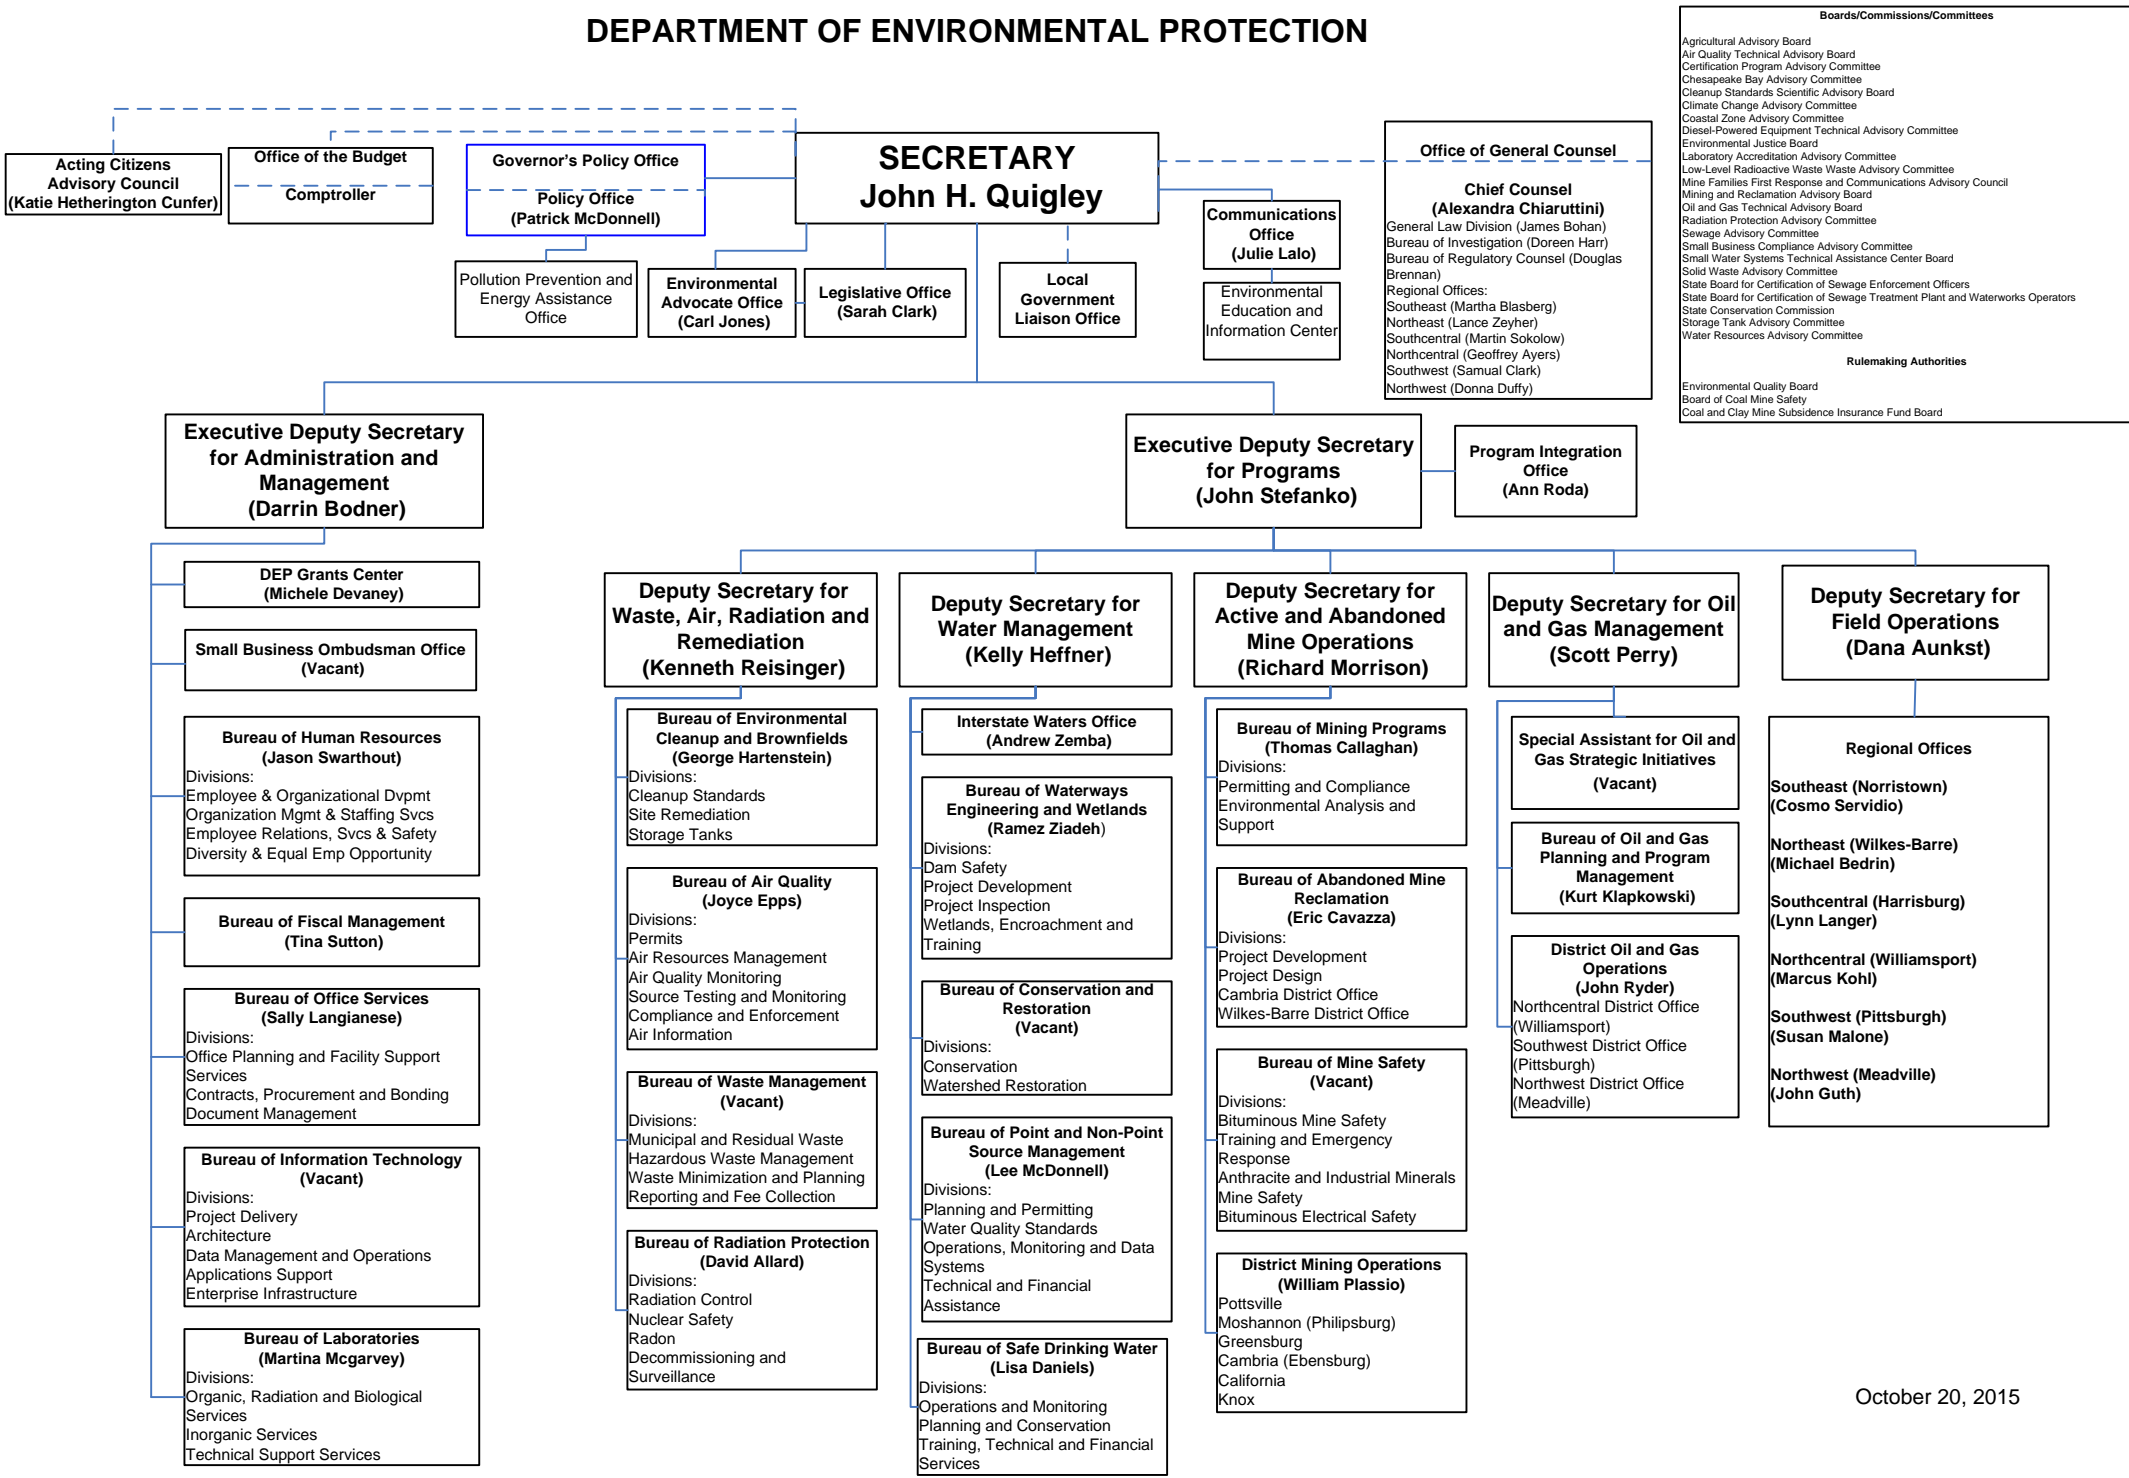 DEPARTMENT OF ENVIRONMENTAL PROTECTION
Boards/Commissions/Committees
Agricultural Advisory Board
Air Quality Technical Advisory Board
Certification Program Advisory Committee
Chesapeake Bay Advisory Committee
Cleanup Standards Scientific Advisory Board
Climate Change Advisory Committee
Coastal Zone Advisory Committee
Diesel-Powered Equipment Technical Advisory Committee
Environmental Justice Board
Laboratory Accreditation Advisory Committee
Low-Level Radioactive Waste Waste Advisory Committee
Mine Families First Response and Communications Advisory Council
Mining and Reclamation Advisory Board
Oil and Gas Technical Advisory Board
Radiation Protection Advisory Committee
Sewage Advisory Committee
Small Business Compliance Advisory Committee
Small Water Systems Technical Assistance Center Board
Solid Waste Advisory Committee
State Board for Certification of Sewage Enforcement Officers
State Board for Certification of Sewage Treatment Plant and Waterworks Operators
State Conservation Commission
Storage Tank Advisory Committee
Water Resources Advisory Committee
Rulemaking Authorities
Environmental Quality Board
Board of Coal Mine Safety
Coal and Clay Mine Subsidence Insurance Fund Board
Acting Citizens
Advisory Council
(Katie Hetherington Cunfer)
Office of the Budget
Comptroller
Governor's Policy Office
Policy Office
(Patrick McDonnell)
SECRETARY
John H. Quigley
Communications
Office
(Julie Lalo)
Office of General Counsel
Chief Counsel
(Alexandra Chiaruttini)
General Law Division (James Bohan)
Bureau of Investigation (Doreen Harr)
Bureau of Regulatory Counsel (Douglas
Brennan)
Regional Offices:
Southeast (Martha Blasberg)
Northeast (Lance Zeyher)
Southcentral (Martin Sokolow)
Northcentral (Geoffrey Ayers)
Southwest (Samual Clark)
Northwest (Donna Duffy)
Pollution Prevention and
Energy Assistance
Office
Environmental
Advocate Office
(Carl Jones)
Legislative Office
(Sarah Clark)
Local
Government
Liaison Office
Environmental
Education and
Information Center
Executive Deputy Secretary
for Administration and
Management
(Darrin Bodner)
Executive Deputy Secretary
for Programs
(John Stefanko)
Program Integration
Office
(Ann Roda)
DEP Grants Center
(Michele Devaney)
Small Business Ombudsman Office
(Vacant)
Bureau of Human Resources
(Jason Swarthout)
Divisions:
Employee & Organizational Dvpmt
Organization Mgmt & Staffing Svcs
Employee Relations, Svcs & Safety
Diversity & Equal Emp Opportunity
Bureau of Fiscal Management
(Tina Sutton)
Bureau of Office Services
(Sally Langianese)
Divisions:
Office Planning and Facility Support
Services
Contracts, Procurement and Bonding
Document Management
Bureau of Information Technology
(Vacant)
Divisions:
Project Delivery
Architecture
Data Management and Operations
Applications Support
Enterprise Infrastructure
Bureau of Laboratories
(Martina Mcgarvey)
Divisions:
Organic, Radiation and Biological
Services
Inorganic Services
Technical Support Services
Deputy Secretary for
Waste, Air, Radiation and
Remediation
(Kenneth Reisinger)
Bureau of Environmental
Cleanup and Brownfields
(George Hartenstein)
Divisions:
Cleanup Standards
Site Remediation
Storage Tanks
Bureau of Air Quality
(Joyce Epps)
Divisions:
Permits
Air Resources Management
Air Quality Monitoring
Source Testing and Monitoring
Compliance and Enforcement
Air Information
Bureau of Waste Management
(Vacant)
Divisions:
Municipal and Residual Waste
Hazardous Waste Management
Waste Minimization and Planning
Reporting and Fee Collection
Bureau of Radiation Protection
(David Allard)
Divisions:
Radiation Control
Nuclear Safety
Radon
Decommissioning and
Surveillance
Deputy Secretary for
Water Management
(Kelly Heffner)
Interstate Waters Office
(Andrew Zemba)
Bureau of Waterways
Engineering and Wetlands
(Ramez Ziadeh)
Divisions:
Dam Safety
Project Development
Project Inspection
Wetlands, Encroachment and
Training
Bureau of Conservation and
Restoration
(Vacant)
Divisions:
Conservation
Watershed Restoration
Bureau of Point and Non-Point
Source Management
(Lee McDonnell)
Divisions:
Planning and Permitting
Water Quality Standards
Operations, Monitoring and Data
Systems
Technical and Financial
Assistance
Bureau of Safe Drinking Water
(Lisa Daniels)
Divisions:
Operations and Monitoring
Planning and Conservation
Training, Technical and Financial
Services
Deputy Secretary for
Active and Abandoned
Mine Operations
(Richard Morrison)
Bureau of Mining Programs
(Thomas Callaghan)
Divisions:
Permitting and Compliance
Environmental Analysis and
Support
Bureau of Abandoned Mine
Reclamation
(Eric Cavazza)
Divisions:
Project Development
Project Design
Cambria District Office
Wilkes-Barre District Office
Bureau of Mine Safety
(Vacant)
Divisions:
Bituminous Mine Safety
Training and Emergency
Response
Anthracite and Industrial Minerals
Mine Safety
Bituminous Electrical Safety
District Mining Operations
(William Plassio)
Pottsville
Moshannon (Philipsburg)
Greensburg
Cambria (Ebensburg)
California
Knox
Deputy Secretary for Oil
and Gas Management
(Scott Perry)
Special Assistant for Oil and
Gas Strategic Initiatives
(Vacant)
Bureau of Oil and Gas
Planning and Program
Management
(Kurt Klapkowski)
District Oil and Gas
Operations
(John Ryder)
Northcentral District Office
(Williamsport)
Southwest District Office
(Pittsburgh)
Northwest District Office
(Meadville)
Deputy Secretary for
Field Operations
(Dana Aunkst)
Regional Offices
Southeast (Norristown)
(Cosmo Servidio)
Northeast (Wilkes-Barre)
(Michael Bedrin)
Southcentral (Harrisburg)
(Lynn Langer)
Northcentral (Williamsport)
(Marcus Kohl)
Southwest (Pittsburgh)
(Susan Malone)
Northwest (Meadville)
(John Guth)
October 20, 2015